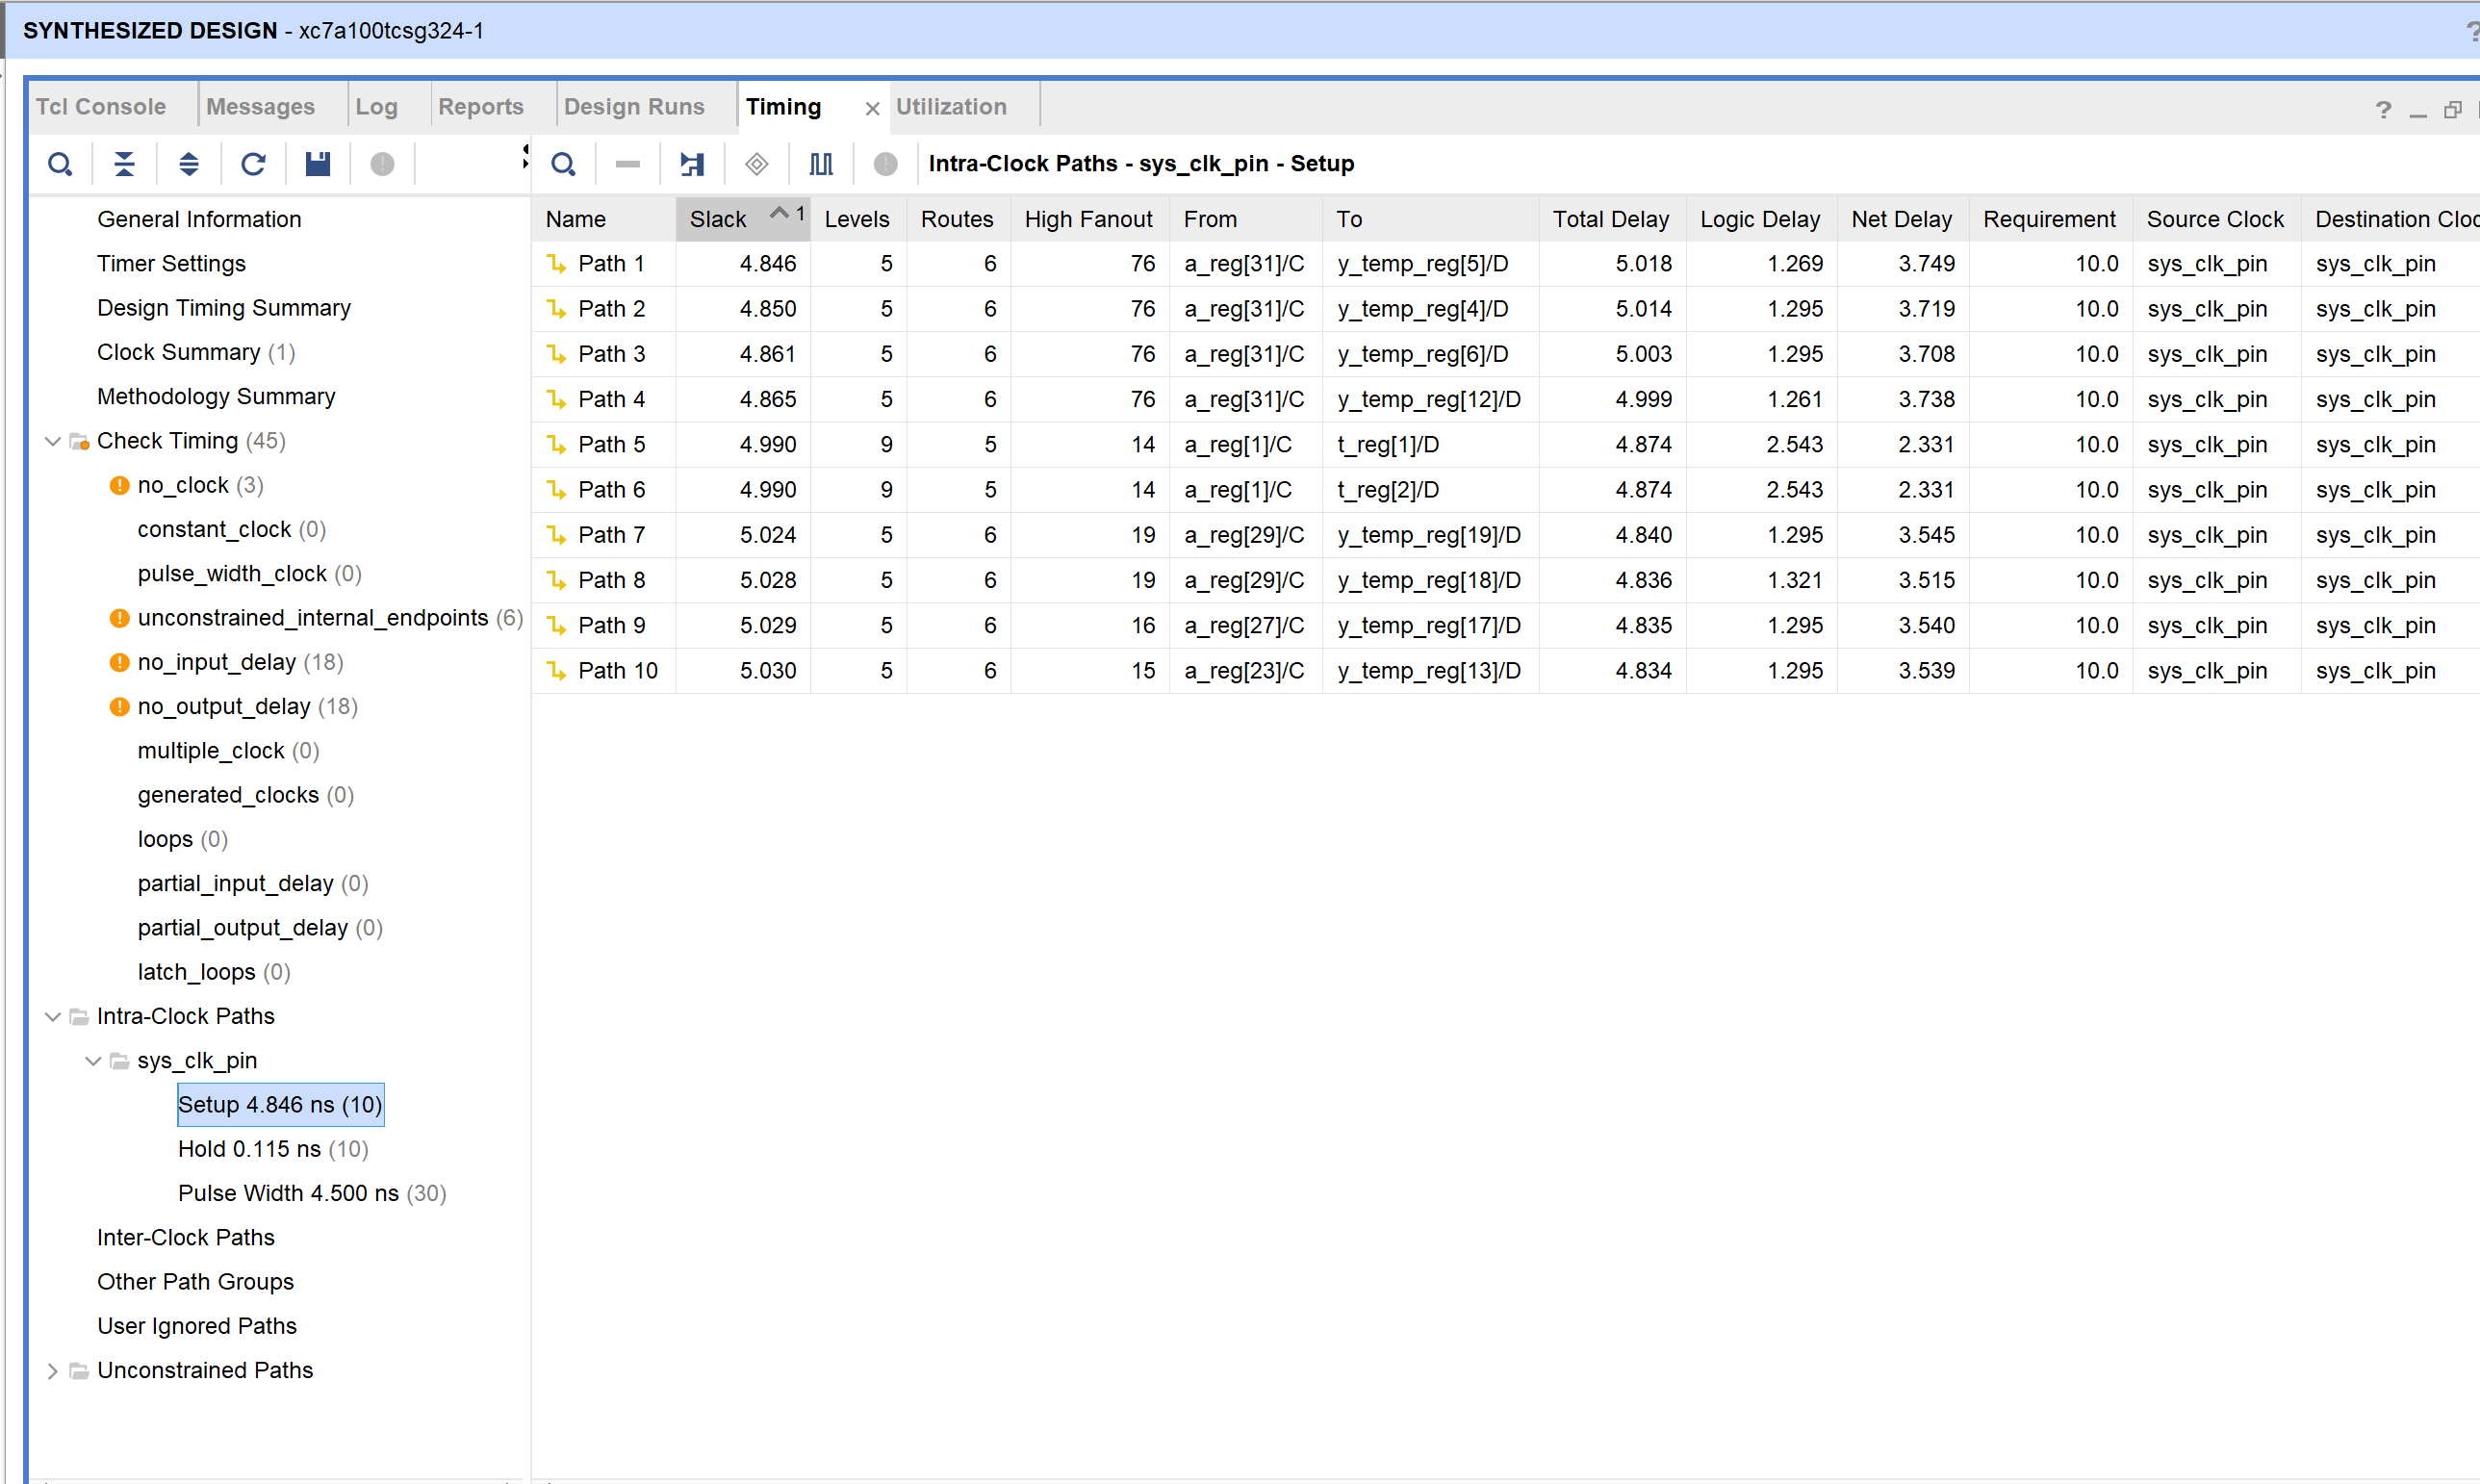 SYNTHESIZED DESIGN - xc7a100tcsg324-1
?
Tcl Console Messages Log Reports Design Runs Timing Utilization ?
Intra-Clock Paths - sys_clk_pin - Setup
General Information
Timer Settings
Design Timing Summary
Clock Summary (1)
Methodology Summary
Check Timing (45)
no_clock (3)
constant_clock (0)
pulse_width_clock (0)
unconstrained_internal_endpoints (6)
no_input_delay (18)
no_output_delay (18)
multiple_clock (0)
generated_clocks (0)
loops (0)
partial_input_delay (0)
partial_output_delay (0)
latch_loops (0)
Intra-Clock Paths
sys_clk_pin
Setup 4.846 ns (10)
Hold 0.115 ns (10)
Pulse Width 4.500 ns (30)
Inter-Clock Paths
Other Path Groups
User Ignored Paths
Unconstrained Paths
Name Slack 1 Levels Routes High Fanout From To Total Delay Logic Delay Net Delay Requirement Source Clock Destination Cloc
Path 1 4.846 5 6 76 a_reg[31]/C y_temp_reg[5]/D 5.018 1.269 3.749 10.0 sys_clk_pin sys_clk_pin
Path 2 4.850 5 6 76 a_reg[31]/C y_temp_reg[4]/D 5.014 1.295 3.719 10.0 sys_clk_pin sys_clk_pin
Path 3 4.861 5 6 76 a_reg[31]/C y_temp_reg[6]/D 5.003 1.295 3.708 10.0 sys_clk_pin sys_clk_pin
Path 4 4.865 5 6 76 a_reg[31]/C y_temp_reg[12]/D 4.999 1.261 3.738 10.0 sys_clk_pin sys_clk_pin
Path 5 4.990 9 5 14 a_reg[1]/C t_reg[1]/D 4.874 2.543 2.331 10.0 sys_clk_pin sys_clk_pin
Path 6 4.990 9 5 14 a_reg[1]/C t_reg[2]/D 4.874 2.543 2.331 10.0 sys_clk_pin sys_clk_pin
Path 7 5.024 5 6 19 a_reg[29]/C y_temp_reg[19]/D 4.840 1.295 3.545 10.0 sys_clk_pin sys_clk_pin
Path 8 5.028 5 6 19 a_reg[29]/C y_temp_reg[18]/D 4.836 1.321 3.515 10.0 sys_clk_pin sys_clk_pin
Path 9 5.029 5 6 16 a_reg[27]/C y_temp_reg[17]/D 4.835 1.295 3.540 10.0 sys_clk_pin sys_clk_pin
Path 10 5.030 5 6 15 a_reg[23]/C y_temp_reg[13]/D 4.834 1.295 3.539 10.0 sys_clk_pin sys_clk_pin